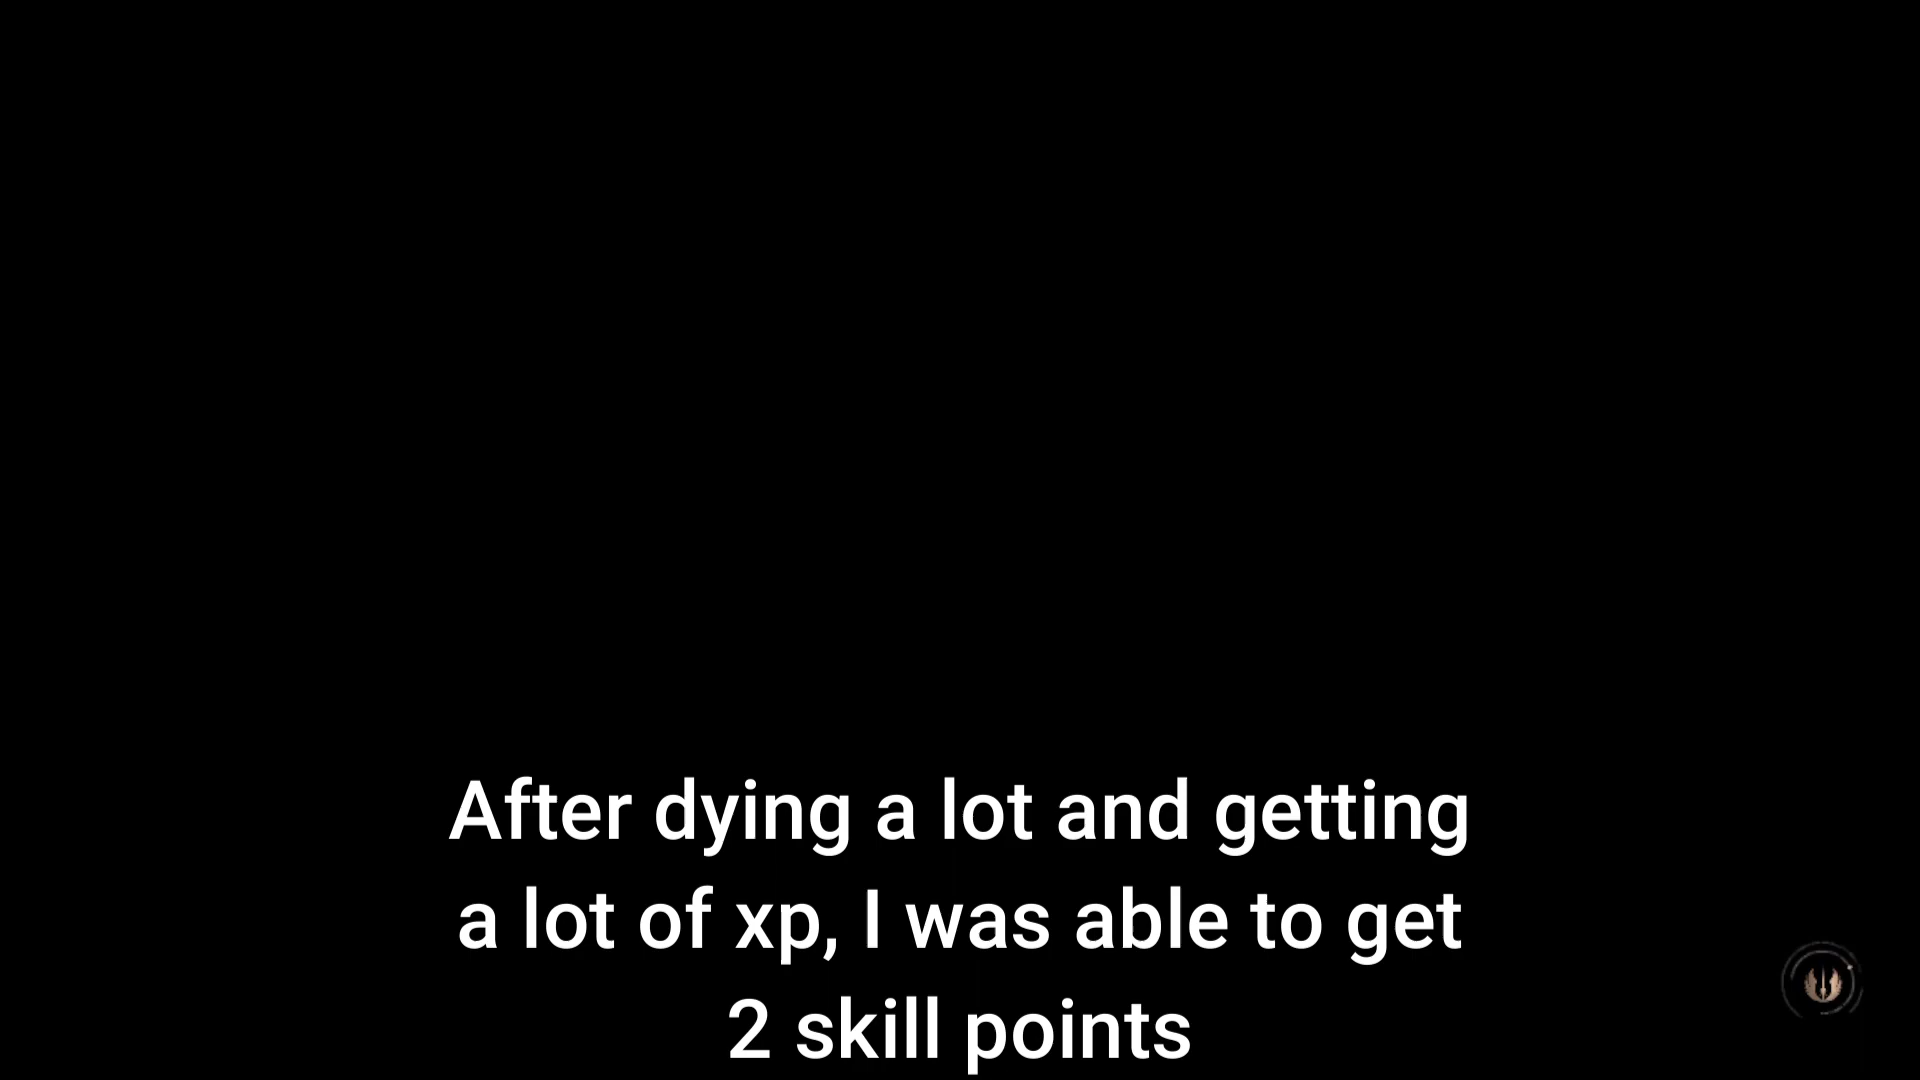 After dying a lot and getting
a lot of xp, I was able to get
2 skill points